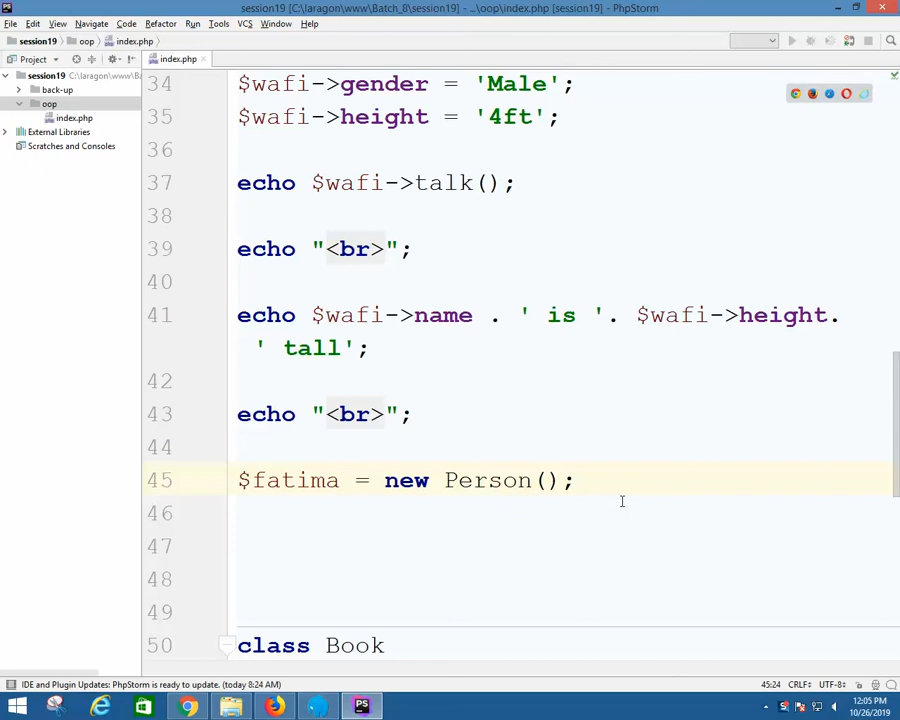 session19 [C:\laragon\www\Batch_8\session19] - ...\oop\index.php [session19] - PhpStorm
File Edit View Navigate Code Refactor Run Tools VCS Window Help
session19 oop index.php
Project index.php
session19 C:\laragon\www\Ba
back-up
oop
index.php
External Libraries
Scratches and Consoles
34 $wafi->gender = 'Male';
35 $wafi->height = '4ft';
36
37 echo $wafi->talk();
38
39 echo "<br>";
40
41 echo $wafi->name . ' is '. $wafi->height.
' tall';
42
43 echo "<br>";
44
45 $fatima = new Person();
46
47
48
49
50 class Book
IDE and Plugin Updates: PhpStorm is ready to update. (today 8:24 AM) 45:24 CRLF÷ UTF-8÷
12:05 PM
10/26/2019